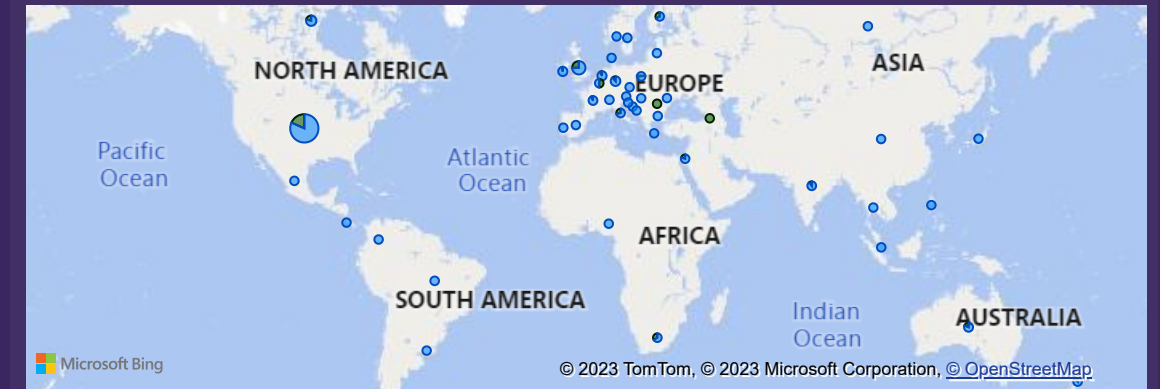 NORTH AMERICA
EUROPE
ASIA
Pacific
Ocean
Atlantic
Ocean
AFRICA
SOUTH AMERICA
Indian
Ocean
AUSTRALIA
Microsoft Bing
© 2023 TomTom, © 2023 Microsoft Corporation, © OpenStreetMap